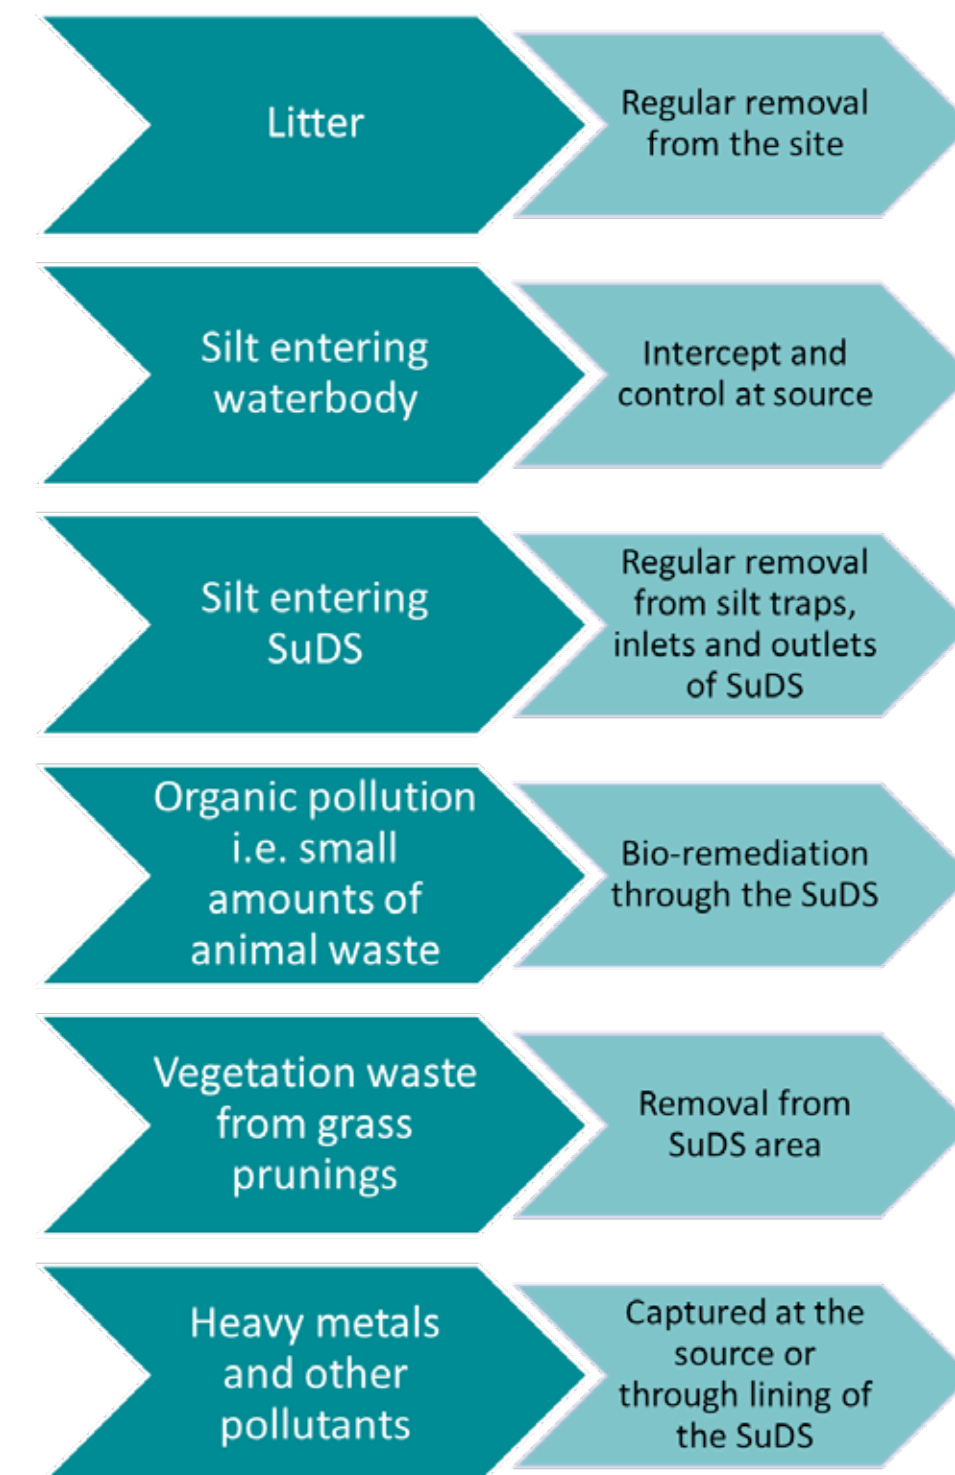 Litter
Regular removal
from the site
Silt entering
waterbody
Intercept and
control at source
Silt entering
SuDS
Regular removal
from silt traps,
inlets and outlets
of SuDS
Organic pollution
i.e. small
amounts of
animal waste
Bio-remediation
through the SuDS
Vegetation waste
from grass
prunings
Removal from
SuDS area
Heavy metals
and other
pollutants
Captured at the
source or
through lining of
the SuDS